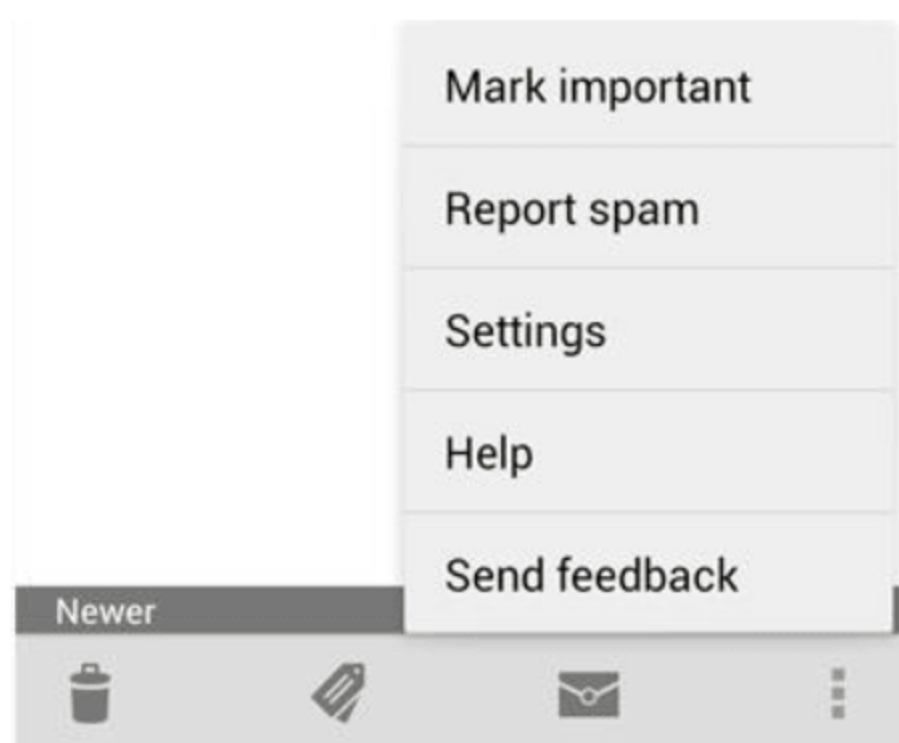 Mark important
Report spam
Settings
Help
Send feedback
Newer